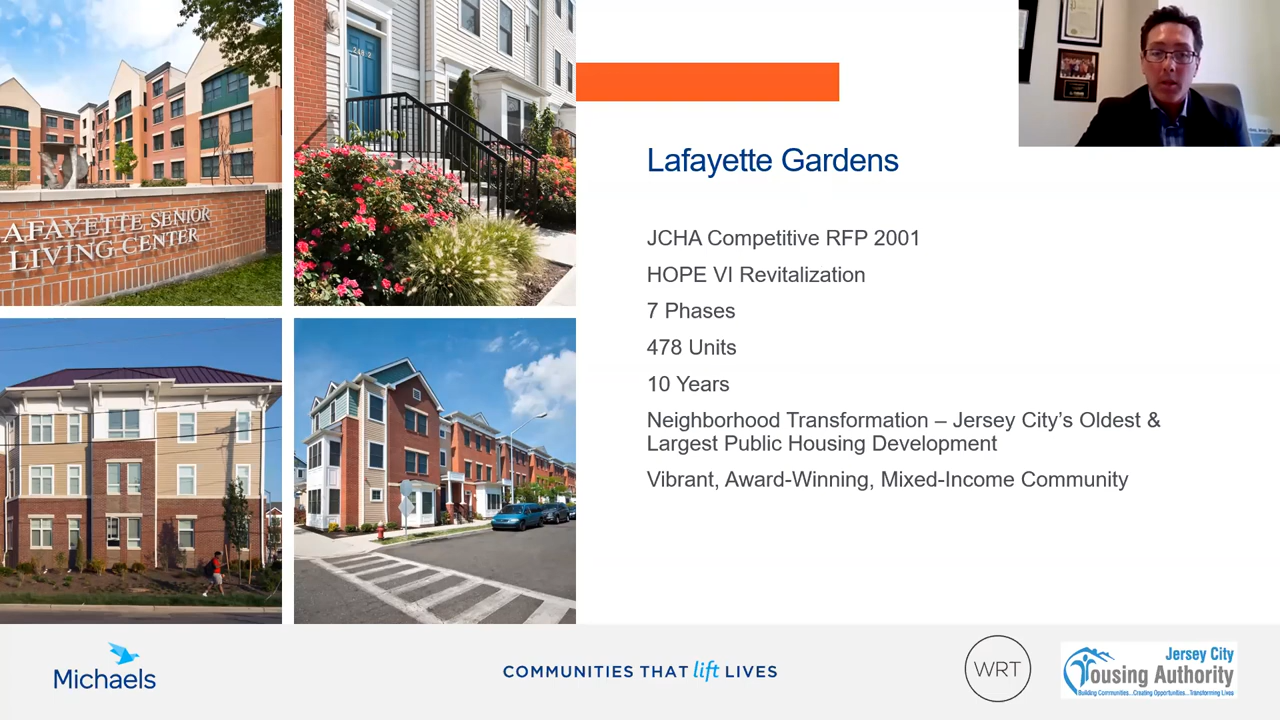 AFAYETTE SENIOR
LIVING CENTER
Lafayette Gardens
JCHA Competitive RFP 2001
HOPE VI Revitalization
7 Phases
478 Units
10 Years
Neighborhood Transformation – Jersey City’s Oldest &
Largest Public Housing Development
Vibrant, Award-Winning, Mixed-Income Community
Michaels
COMMUNITIES THAT lift LIVES
WRT
Jersey City
Housing Authority
Building Communities...Creating Opportunities...Transforming Lives